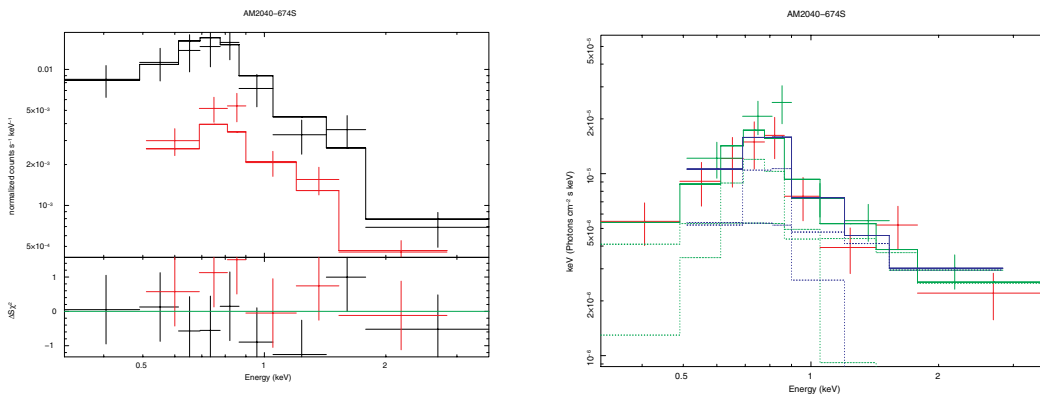 AM2040−674S
normalized counts s⁻¹ keV⁻¹
0.01
5×10⁻³
2×10⁻³
10⁻³
5×10⁻⁴
ΔSχ²
1
0
−1
0.5 1 2
Energy (keV)
AM2040−674S
keV (Photons cm⁻² s keV)
5×10⁻⁵
2×10⁻⁵
10⁻⁵
5×10⁻⁶
2×10⁻⁶
10⁻⁶
0.5 1 2
Energy (keV)